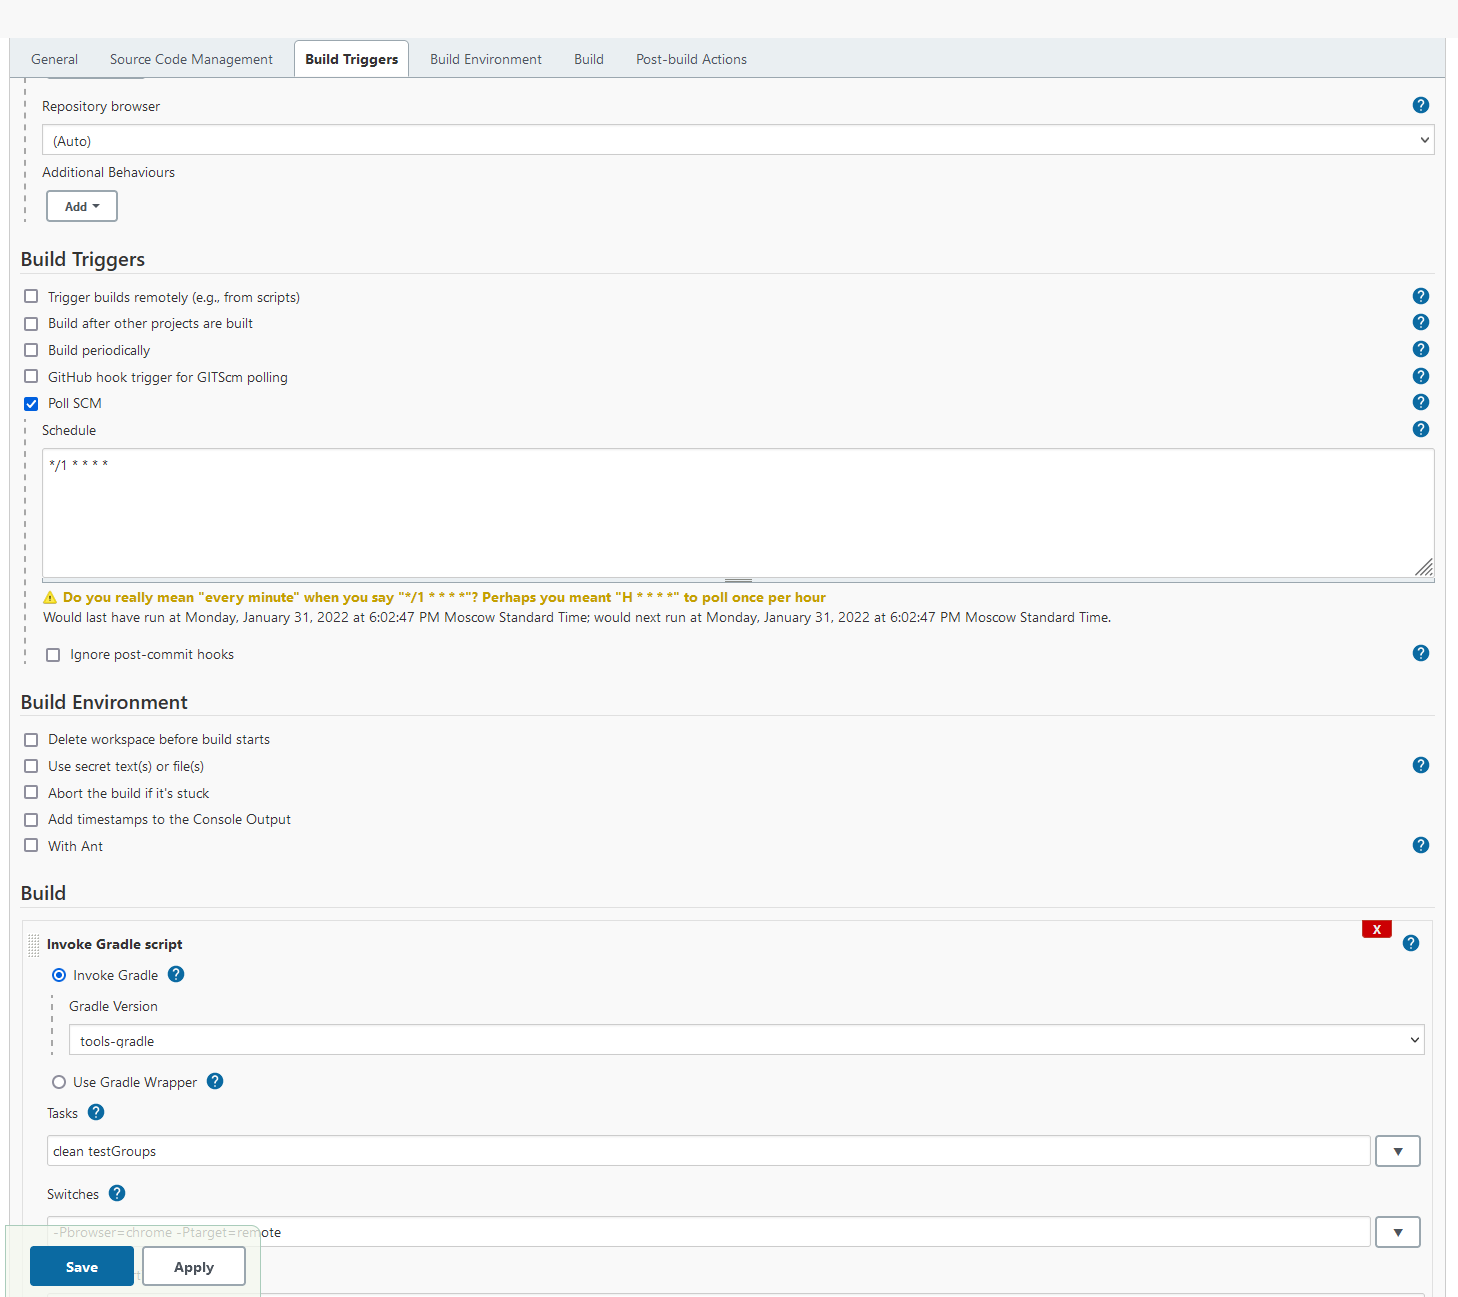 General Source Code Management Build Triggers Build Environment Build Post-build Actions
Repository browser
(Auto)
Additional Behaviours
Add
Build Triggers
Trigger builds remotely (e.g., from scripts)
Build after other projects are built
Build periodically
GitHub hook trigger for GITScm polling
Poll SCM
Schedule
*/1 * * * *
Do you really mean "every minute" when you say "*/1 * * * *"? Perhaps you meant "H * * * *" to poll once per hour
Would last have run at Monday, January 31, 2022 at 6:02:47 PM Moscow Standard Time; would next run at Monday, January 31, 2022 at 6:02:47 PM Moscow Standard Time.
Ignore post-commit hooks
Build Environment
Delete workspace before build starts
Use secret text(s) or file(s)
Abort the build if it's stuck
Add timestamps to the Console Output
With Ant
Build
X
Invoke Gradle script
Invoke Gradle
Gradle Version
tools-gradle
Use Gradle Wrapper
Tasks
clean testGroups
Switches
-Pbrowser=chrome -Ptarget=remote
Save Apply